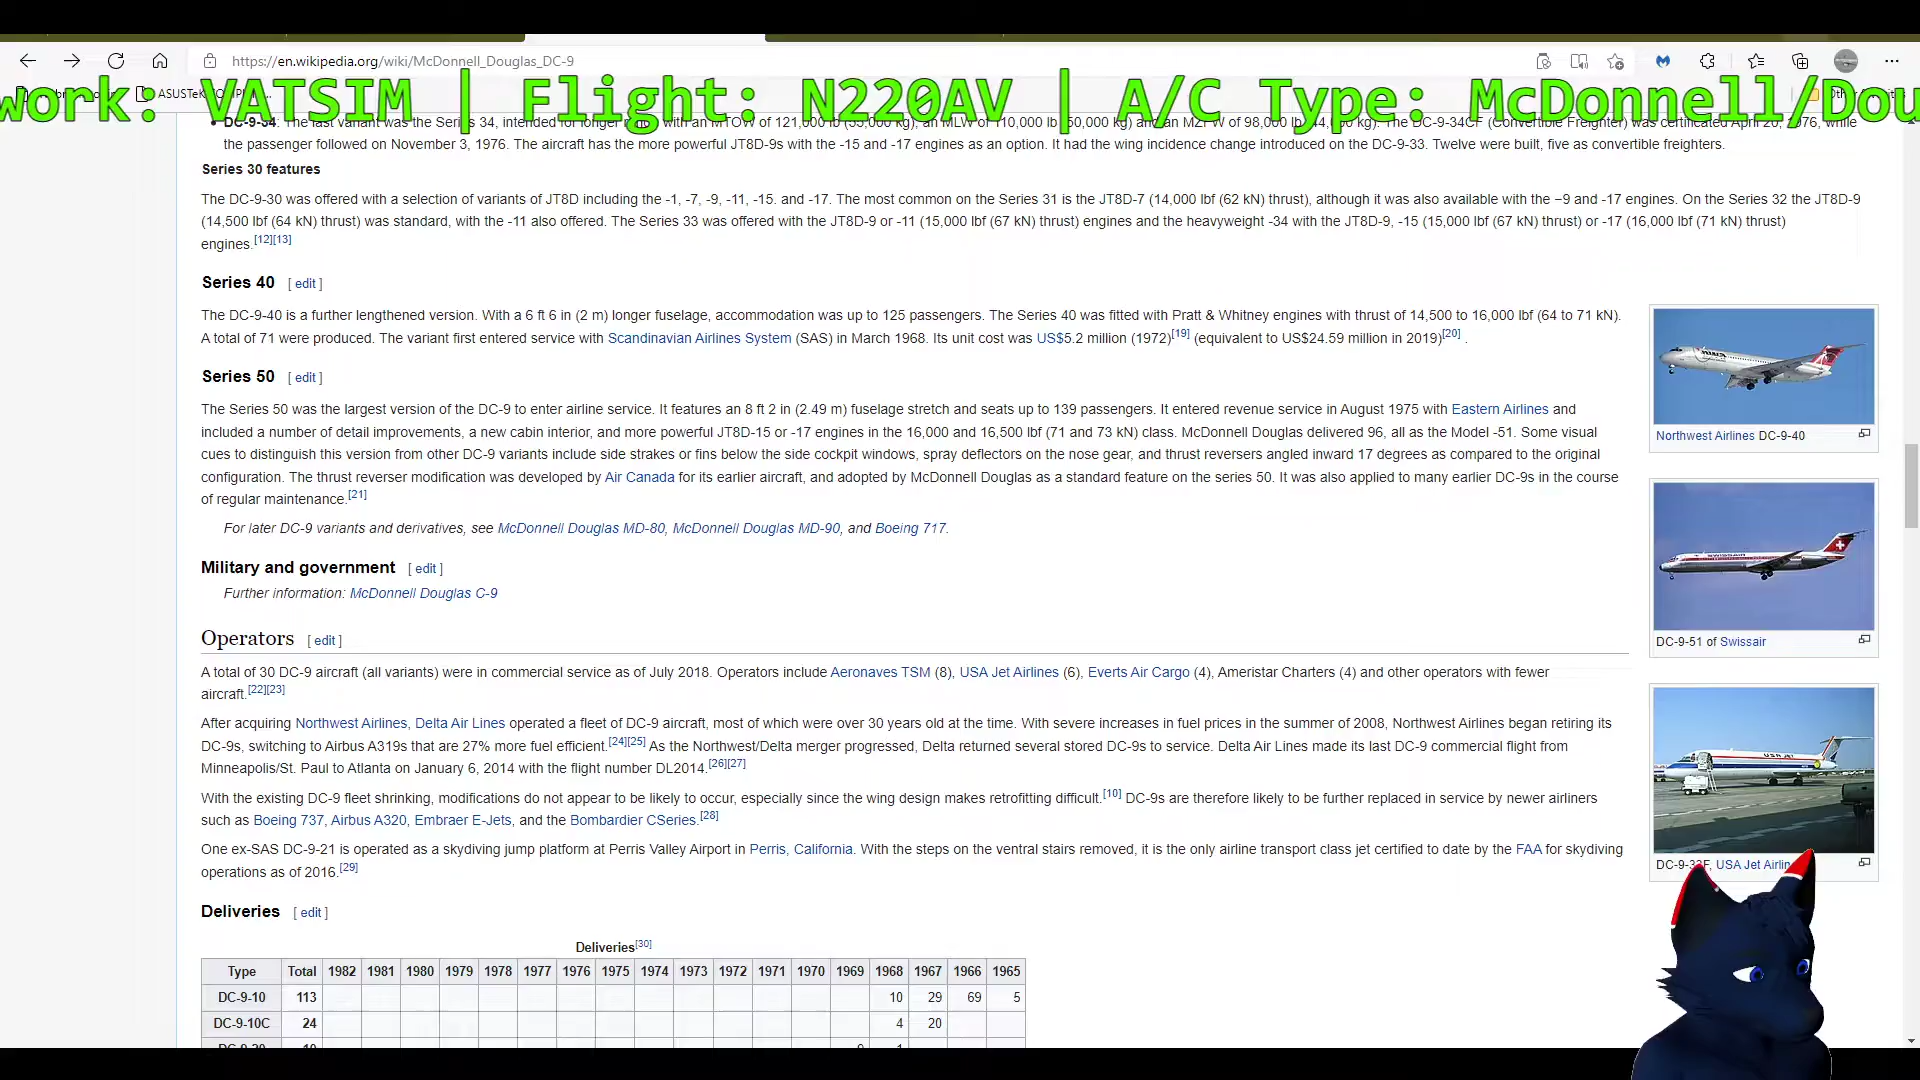 https://en.wikipedia.org/wiki/McDonnell_Douglas_DC-9
work: VATSIM | Flight: N220AV | A/C Type: McDonnell/Dou
• DC-9-34: The last variant was the Series 34, intended for longer with an MTOW of 121,000 lb (55,000 kg), an MLW of 110,000 lb (50,000 kg) and an MZFW of 98,000 lb (44,000 kg). The DC-9-34CF (Convertible Freighter) was certificated April 20, 1976, while
the passenger followed on November 3, 1976. The aircraft has the more powerful JT8D-9s with the -15 and -17 engines as an option. It had the wing incidence change introduced on the DC-9-33. Twelve were built, five as convertible freighters.
Series 30 features
The DC-9-30 was offered with a selection of variants of JT8D including the -1, -7, -9, -11, -15. and -17. The most common on the Series 31 is the JT8D-7 (14,000 lbf (62 kN) thrust), although it was also available with the −9 and -17 engines. On the Series 32 the JT8D-9
(14,500 lbf (64 kN) thrust) was standard, with the -11 also offered. The Series 33 was offered with the JT8D-9 or -11 (15,000 lbf (67 kN) thrust) engines and the heavyweight -34 with the JT8D-9, -15 (15,000 lbf (67 kN) thrust) or -17 (16,000 lbf (71 kN) thrust)
engines.[12][13]
Series 40 [ edit ]
The DC-9-40 is a further lengthened version. With a 6 ft 6 in (2 m) longer fuselage, accommodation was up to 125 passengers. The Series 40 was fitted with Pratt & Whitney engines with thrust of 14,500 to 16,000 lbf (64 to 71 kN).
A total of 71 were produced. The variant first entered service with Scandinavian Airlines System (SAS) in March 1968. Its unit cost was US$5.2 million (1972)[19] (equivalent to US$24.59 million in 2019)[20] .
Series 50 [ edit ]
The Series 50 was the largest version of the DC-9 to enter airline service. It features an 8 ft 2 in (2.49 m) fuselage stretch and seats up to 139 passengers. It entered revenue service in August 1975 with Eastern Airlines and
included a number of detail improvements, a new cabin interior, and more powerful JT8D-15 or -17 engines in the 16,000 and 16,500 lbf (71 and 73 kN) class. McDonnell Douglas delivered 96, all as the Model -51. Some visual
cues to distinguish this version from other DC-9 variants include side strakes or fins below the side cockpit windows, spray deflectors on the nose gear, and thrust reversers angled inward 17 degrees as compared to the original
configuration. The thrust reverser modification was developed by Air Canada for its earlier aircraft, and adopted by McDonnell Douglas as a standard feature on the series 50. It was also applied to many earlier DC-9s in the course
of regular maintenance.[21]
For later DC-9 variants and derivatives, see McDonnell Douglas MD-80, McDonnell Douglas MD-90, and Boeing 717.
Military and government [ edit ]
Further information: McDonnell Douglas C-9
Northwest Airlines DC-9-40
DC-9-51 of Swissair
USA JET
DC-9-33F, USA Jet Airlin
Operators [ edit ]
A total of 30 DC-9 aircraft (all variants) were in commercial service as of July 2018. Operators include Aeronaves TSM (8), USA Jet Airlines (6), Everts Air Cargo (4), Ameristar Charters (4) and other operators with fewer
aircraft.[22][23]
After acquiring Northwest Airlines, Delta Air Lines operated a fleet of DC-9 aircraft, most of which were over 30 years old at the time. With severe increases in fuel prices in the summer of 2008, Northwest Airlines began retiring its
DC-9s, switching to Airbus A319s that are 27% more fuel efficient.[24][25] As the Northwest/Delta merger progressed, Delta returned several stored DC-9s to service. Delta Air Lines made its last DC-9 commercial flight from
Minneapolis/St. Paul to Atlanta on January 6, 2014 with the flight number DL2014.[26][27]
With the existing DC-9 fleet shrinking, modifications do not appear to be likely to occur, especially since the wing design makes retrofitting difficult.[10] DC-9s are therefore likely to be further replaced in service by newer airliners
such as Boeing 737, Airbus A320, Embraer E-Jets, and the Bombardier CSeries.[28]
One ex-SAS DC-9-21 is operated as a skydiving jump platform at Perris Valley Airport in Perris, California. With the steps on the ventral stairs removed, it is the only airline transport class jet certified to date by the FAA for skydiving
operations as of 2016.[29]
Deliveries [ edit ]
Deliveries[30]
Type Total 1982 1981 1980 1979 1978 1977 1976 1975 1974 1973 1972 1971 1970 1969 1968 1967 1966 1965
DC-9-10 113 10 29 69 5
DC-9-10C 24 4 20